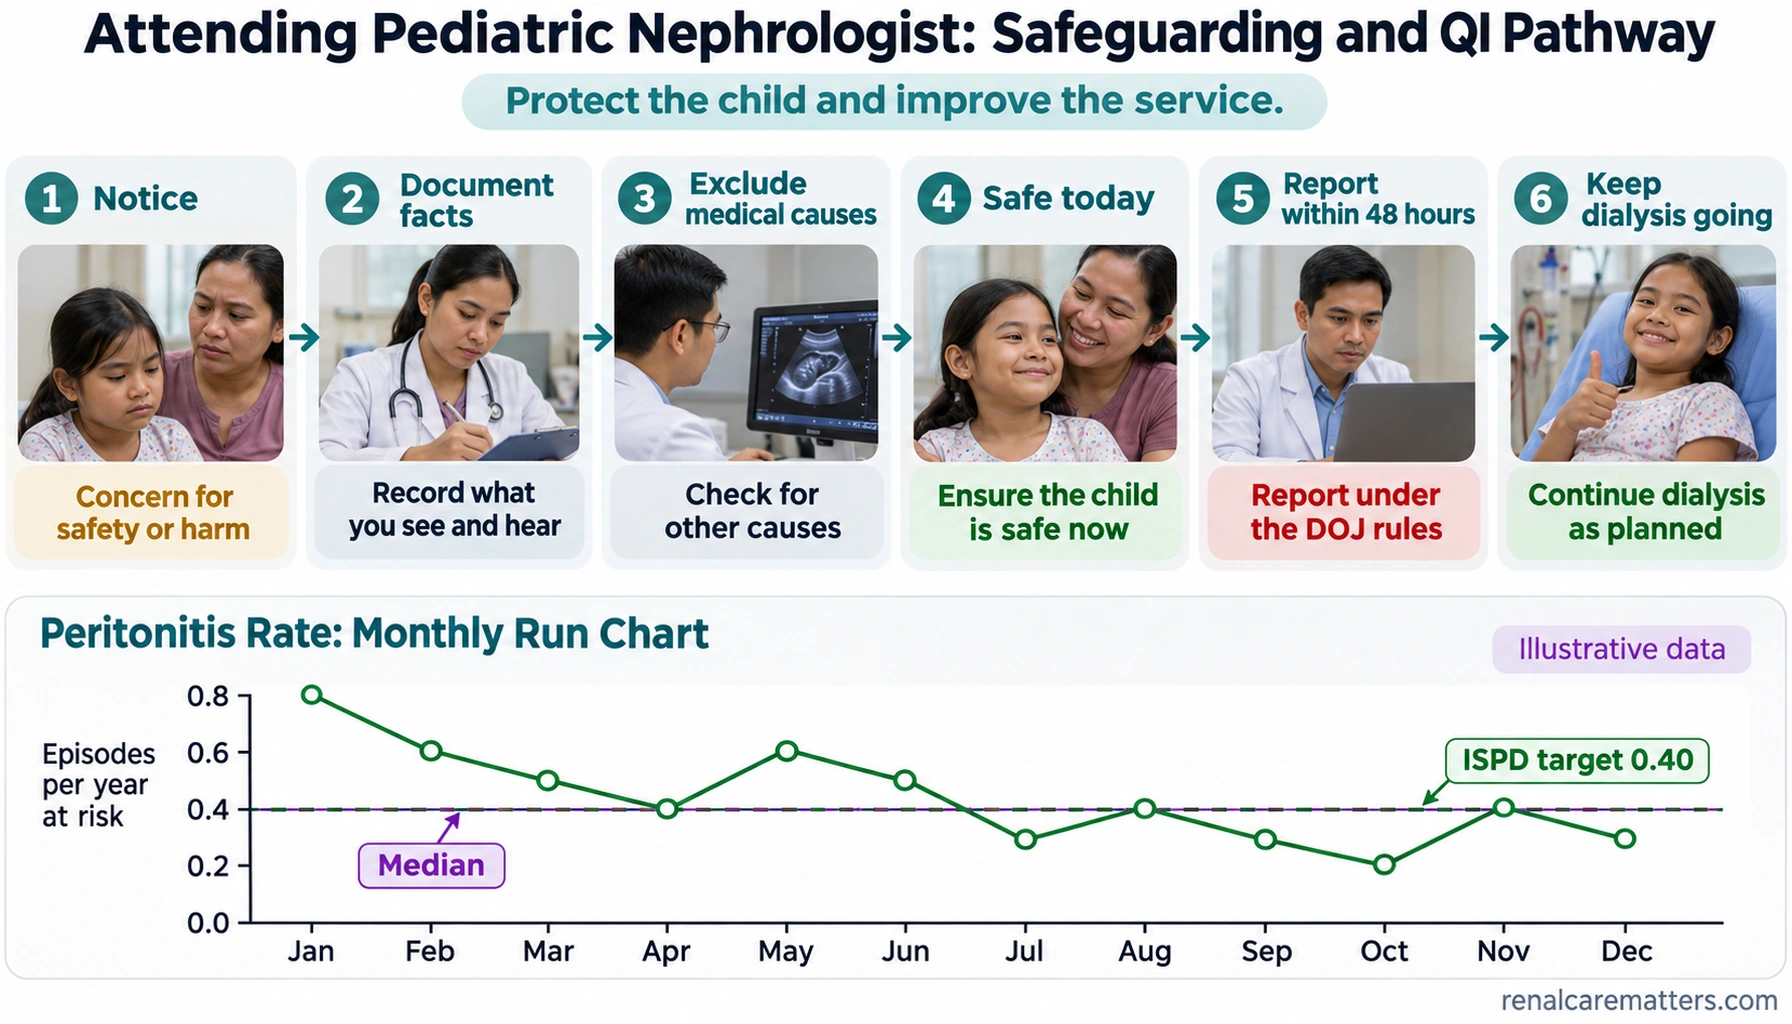 Attending Pediatric Nephrologist: Safeguarding and QI Pathway
Protect the child and improve the service.
1 Notice
Concern for
safety or harm
2 Document
facts
Record what
you see and hear
3 Exclude
medical causes
Check for
other causes
4 Safe today
Ensure the child
is safe now
5 Report
within 48 hours
Report under
the DOJ rules
6 Keep
dialysis going
Continue dialysis
as planned
Peritonitis Rate: Monthly Run Chart
Illustrative data
Episodes
per year
at risk
0.8
0.6
0.4
0.2
0.0
ISPD target 0.40
Median
Jan Feb Mar Apr May Jun Jul Aug Sep Oct Nov Dec
renalcarematters.com